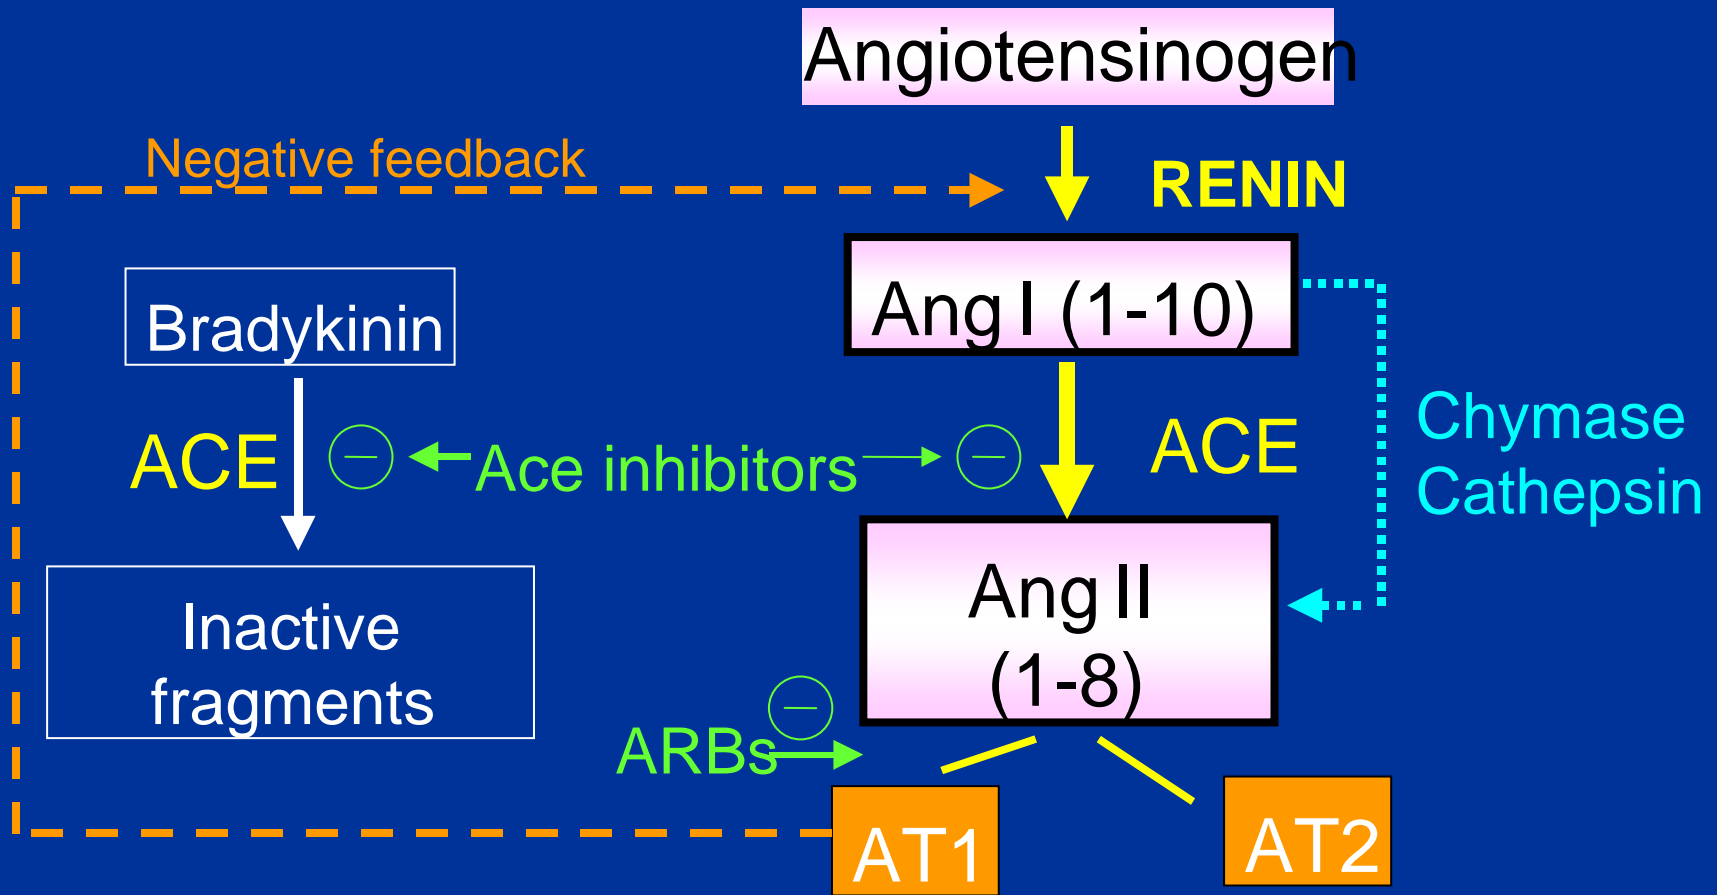 Angiotensinogen
Negative feedback
RENIN
Ang I (1-10)
Bradykinin
Chymase
Cathepsin
ACE
Ace inhibitors
ACE
Ang II
(1-8)
Inactive
fragments
ARBs
AT1
AT2